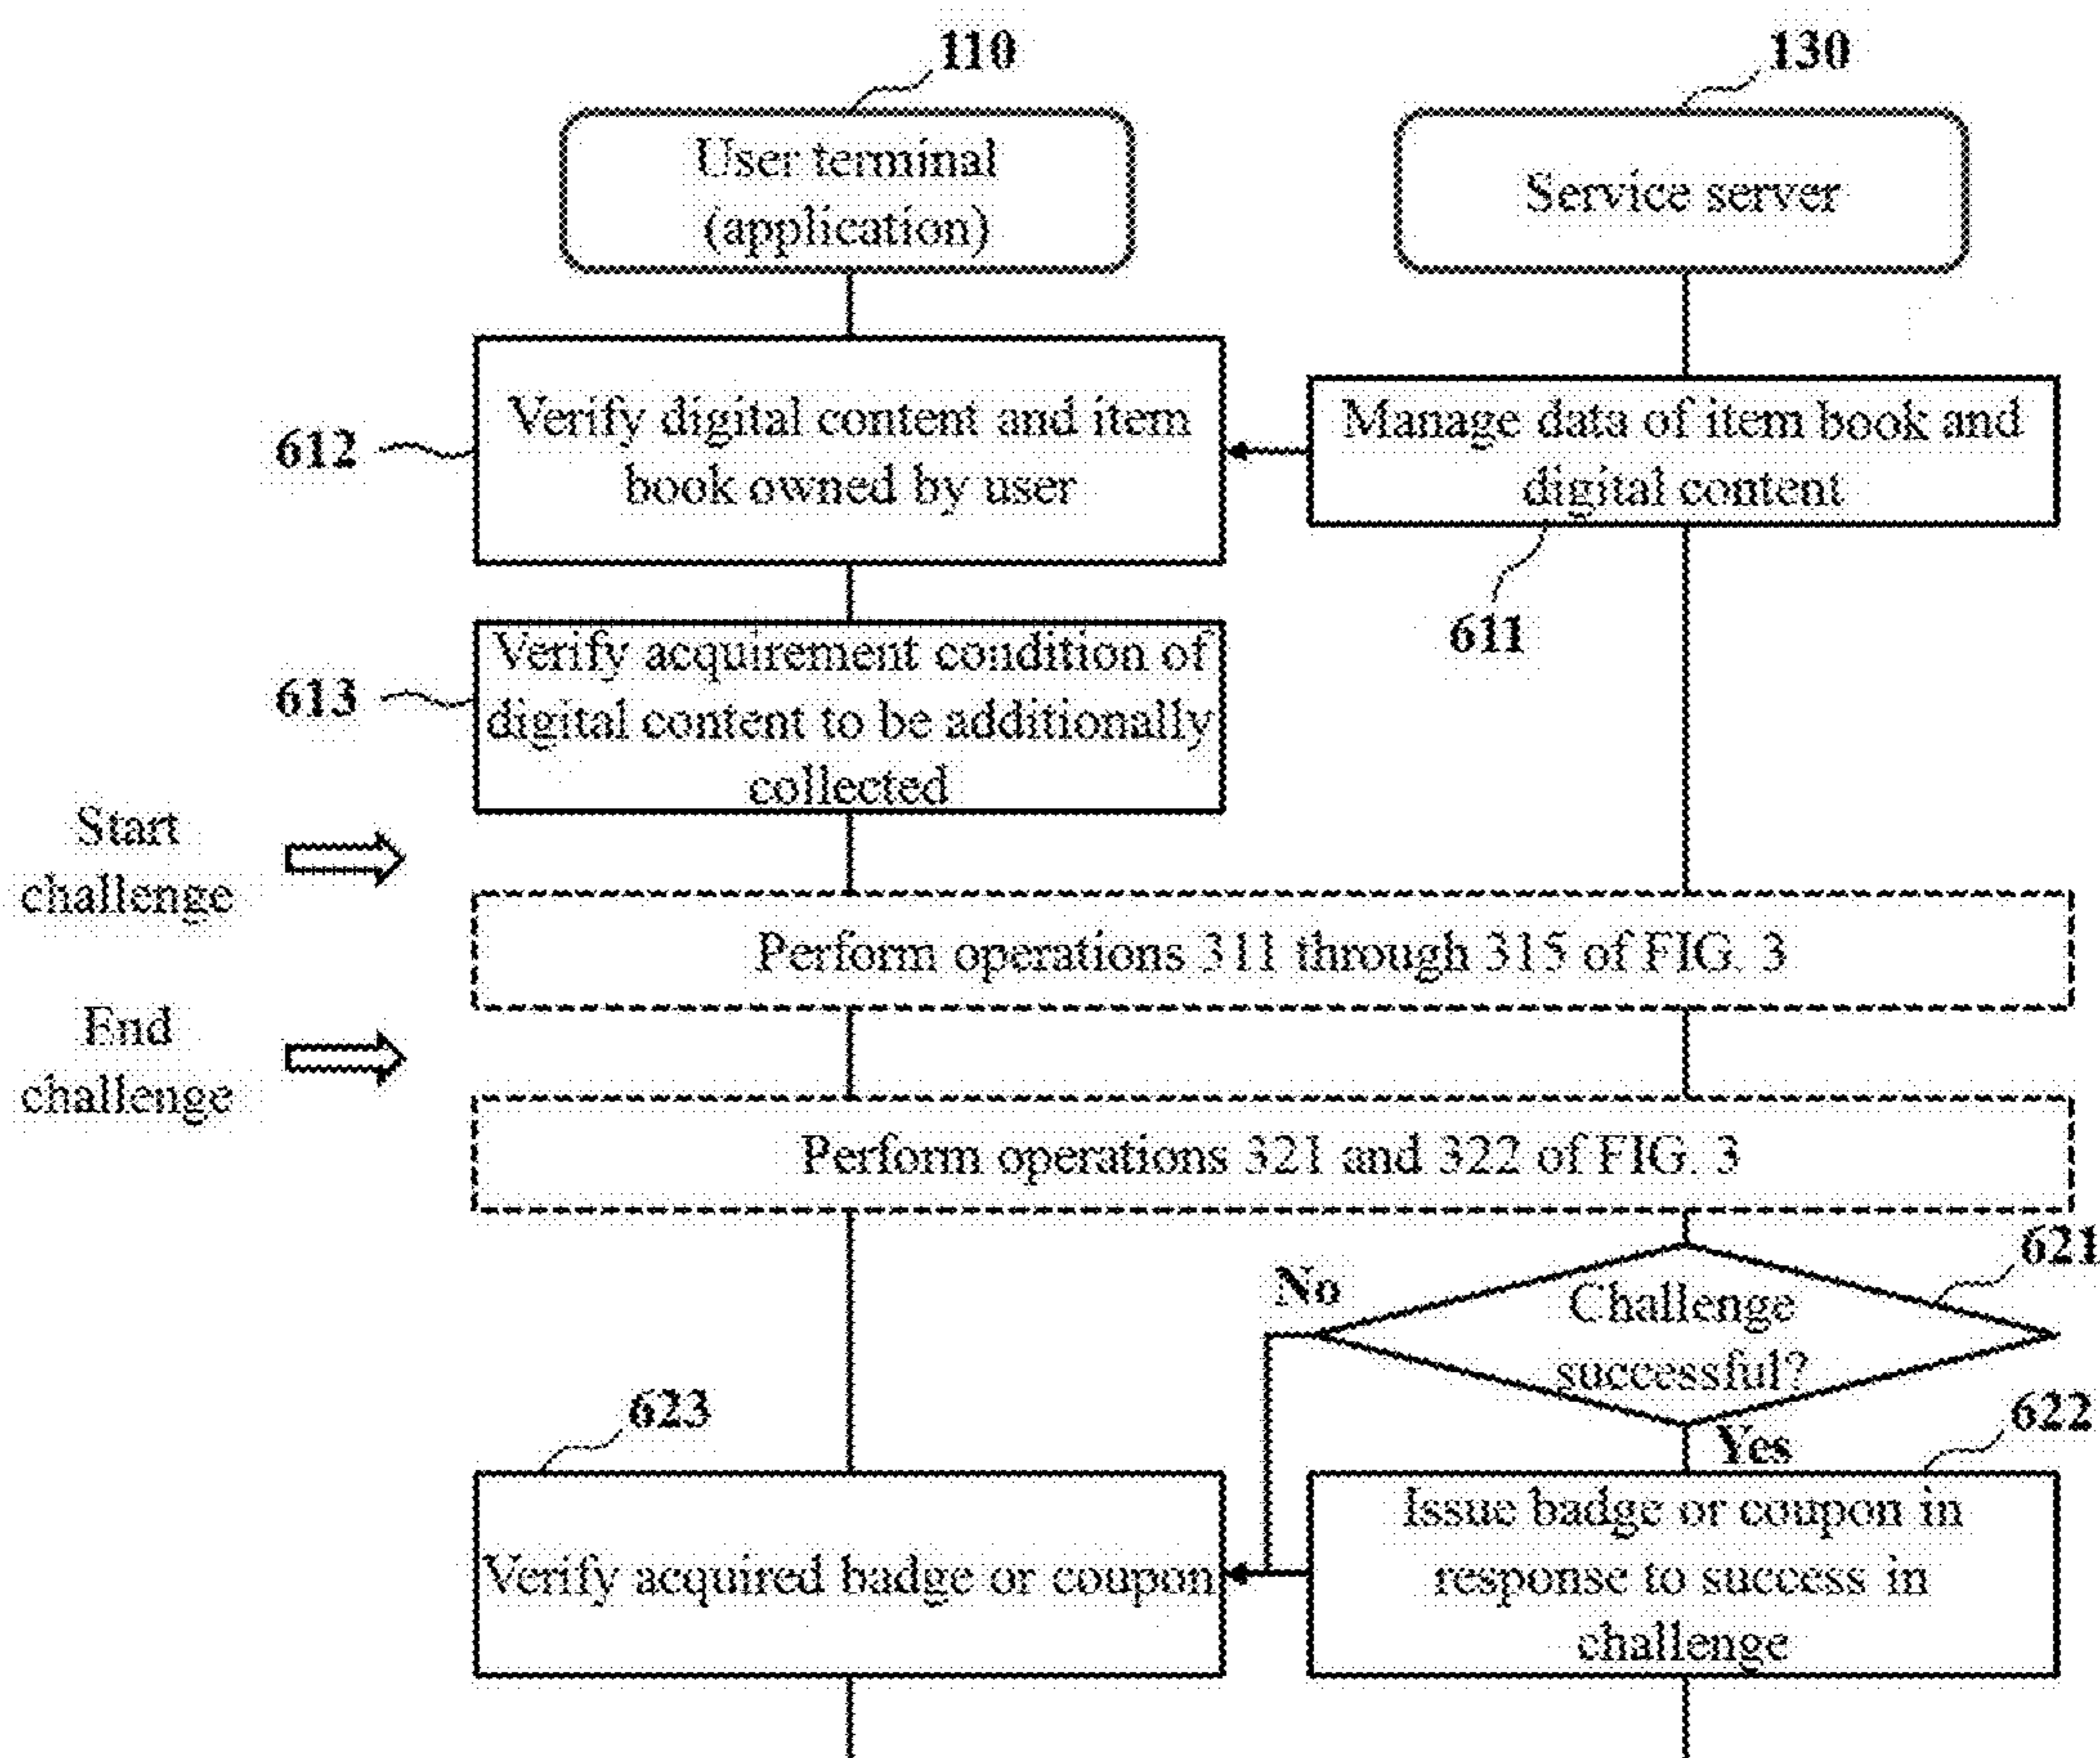 110
130
User terminal
(application)
Service server
612
Verify digital content and item
book owned by user
Manage data of item book and
digital content
611
613
Verify acquirement condition of
digital content to be additionally
collected
Start
challenge
Perform operations 311 through 315 of FIG. 3
End
challenge
Perform operations 321 and 322 of FIG. 3
621
No
Challenge
successful?
Yes
623
622
Verify acquired badge or coupon
Issue badge or coupon in
response to success in
challenge